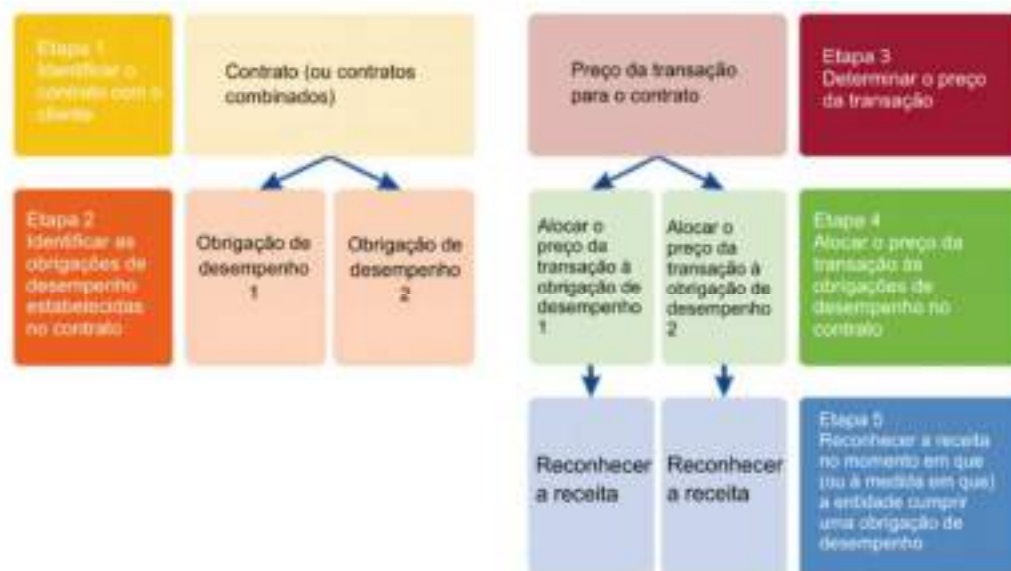 Etapa 1
Identificar o
contrato com o
cliente
Contrato (ou contratos
combinados)
Preço da transação
para o contrato
Etapa 3
Determinar o preço
da transação
Etapa 2
Identificar as
obrigações de
desempenho
estabelecidas
no contrato
Obrigação de
desempenho
1
Obrigação de
desempenho
2
Alocar o
preço da
transação à
obrigação de
desempenho
1
Alocar o
preço da
transação à
obrigação de
desempenho
2
Etapa 4
Alocar o preço da
transação às
obrigações de
desempenho no
contrato
Reconhecer
a receita
Reconhecer
a receita
Etapa 5
Reconhecer a receita
no momento em que
(ou à medida em que)
a entidade cumprir
uma obrigação de
desempenho